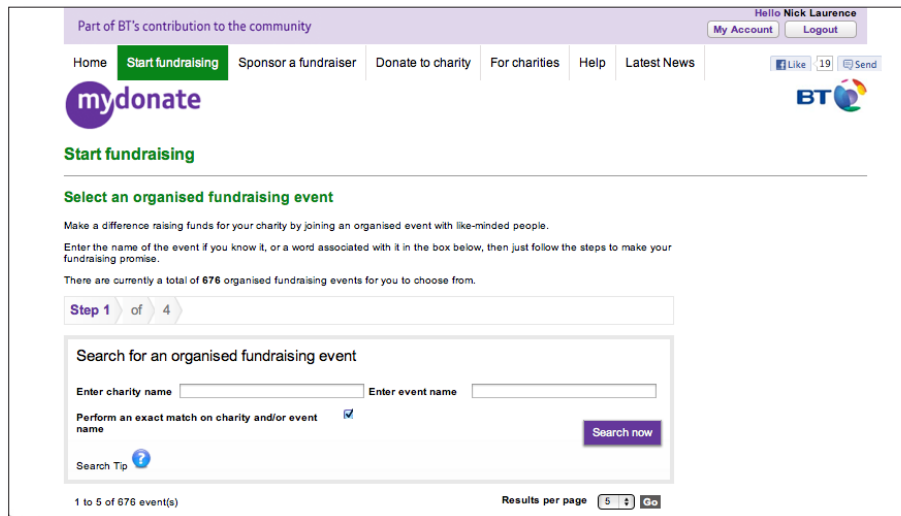 Hello Nick Laurence
Part of BT's contribution to the community
My Account Logout
Home Start fundraising Sponsor a fundraiser Donate to charity For charities Help Latest News
Like 19 Send
mydonate
BT
Start fundraising
Select an organised fundraising event
Make a difference raising funds for your charity by joining an organised event with like-minded people.
Enter the name of the event if you know it, or a word associated with it in the box below, then just follow the steps to make your
fundraising promise.
There are currently a total of 676 organised fundraising events for you to choose from.
Step 1 of 4
Search for an organised fundraising event
Enter charity name Enter event name
Perform an exact match on charity and/or event
name
Search now
Search Tip ?
1 to 5 of 676 event(s) Results per page 5 Go